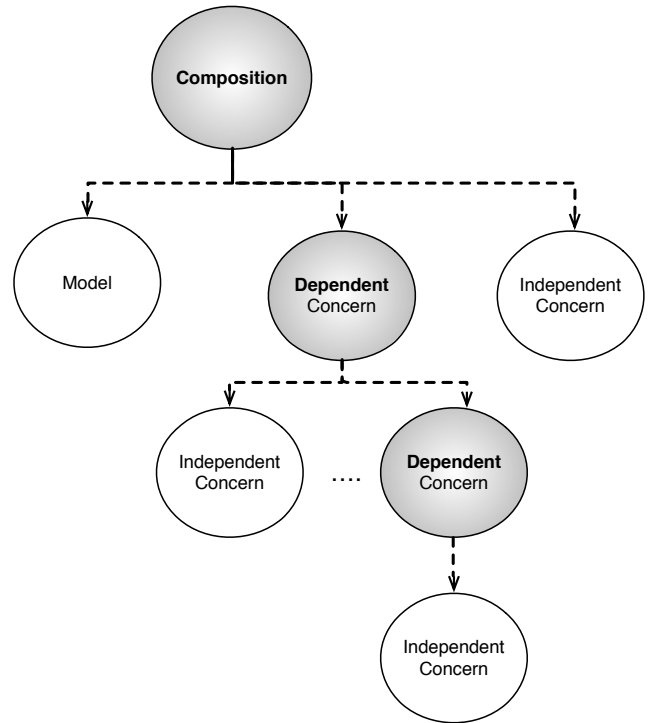 Composition
Model
Dependent
Concern
Independent
Concern
Independent
Concern
....
Dependent
Concern
Independent
Concern